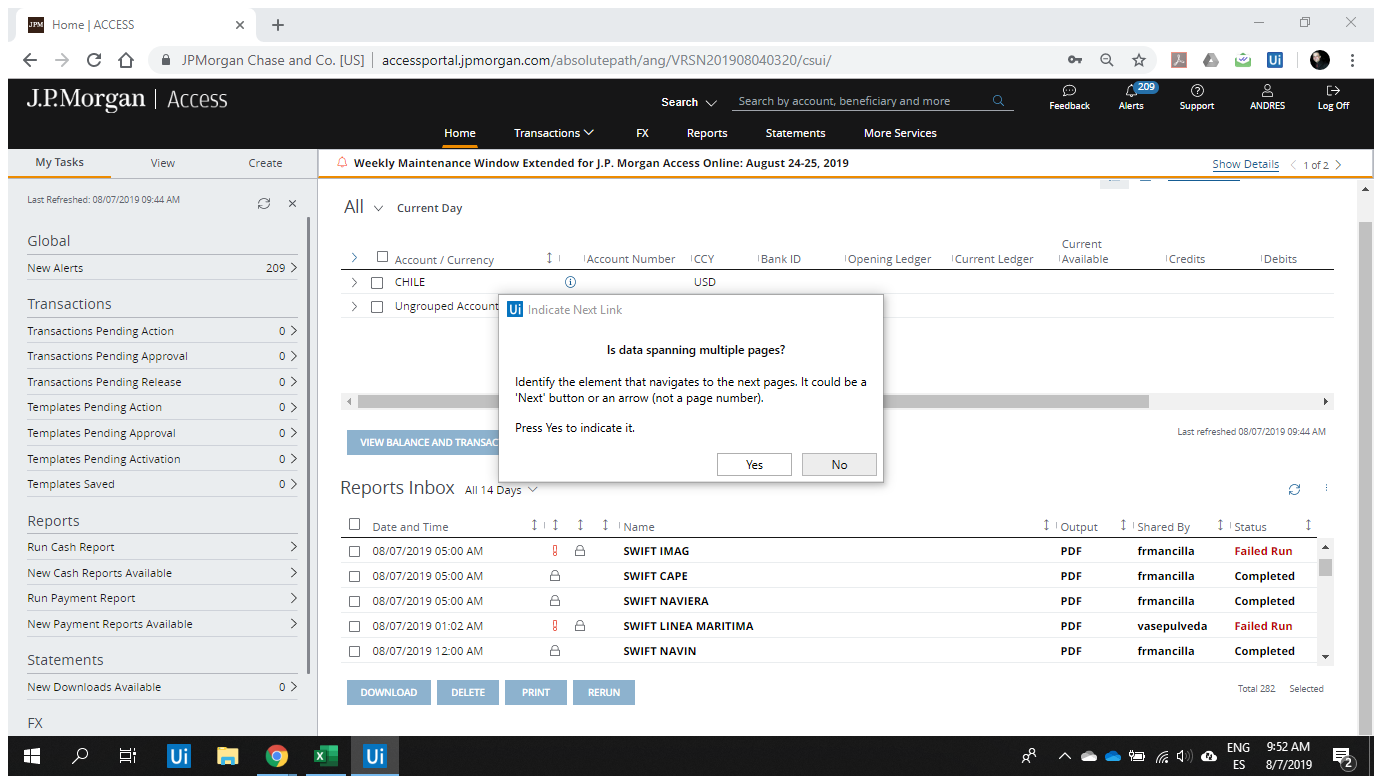 JPM Home | ACCESS
JPMorgan Chase and Co. [US] | accessportal.jpmorgan.com/absolutepath/ang/VRSN201908040320/csui/
Ui
J.P.Morgan | Access
Search
Search by account, beneficiary and more
Feedback
209
Alerts
Support
ANDRES
Log Off
Home
Transactions
FX
Reports
Statements
More Services
My Tasks
View
Create
Weekly Maintenance Window Extended for J.P. Morgan Access Online: August 24-25, 2019
Show Details
1 of 2
Last Refreshed: 08/07/2019 09:44 AM
Global
New Alerts 209
Transactions
Transactions Pending Action 0
Transactions Pending Approval 0
Transactions Pending Release 0
Templates Pending Action 0
Templates Pending Approval 0
Templates Pending Activation 0
Templates Saved 0
Reports
Run Cash Report
New Cash Reports Available
Run Payment Report
New Payment Reports Available
Statements
New Downloads Available 0
FX
All Current Day
Account / Currency Account Number CCY Bank ID Opening Ledger Current Ledger Current Available Credits Debits
CHILE USD
Ungrouped Account
Ui Indicate Next Link
Is data spanning multiple pages?
Identify the element that navigates to the next pages. It could be a
'Next' button or an arrow (not a page number).
Press Yes to indicate it.
Yes No
VIEW BALANCE AND TRANSAC
Last refreshed 08/07/2019 09:44 AM
Reports Inbox All 14 Days
Date and Time Name Output Shared By Status
08/07/2019 05:00 AM SWIFT IMAG PDF frmancilla Failed Run
08/07/2019 05:00 AM SWIFT CAPE PDF frmancilla Completed
08/07/2019 05:00 AM SWIFT NAVIERA PDF frmancilla Completed
08/07/2019 01:02 AM SWIFT LINEA MARITIMA PDF vasepulveda Failed Run
08/07/2019 12:00 AM SWIFT NAVIN PDF frmancilla Completed
DOWNLOAD DELETE PRINT RERUN
Total 282 Selected
Ui
Ui
ENG
ES
9:52 AM
8/7/2019
2